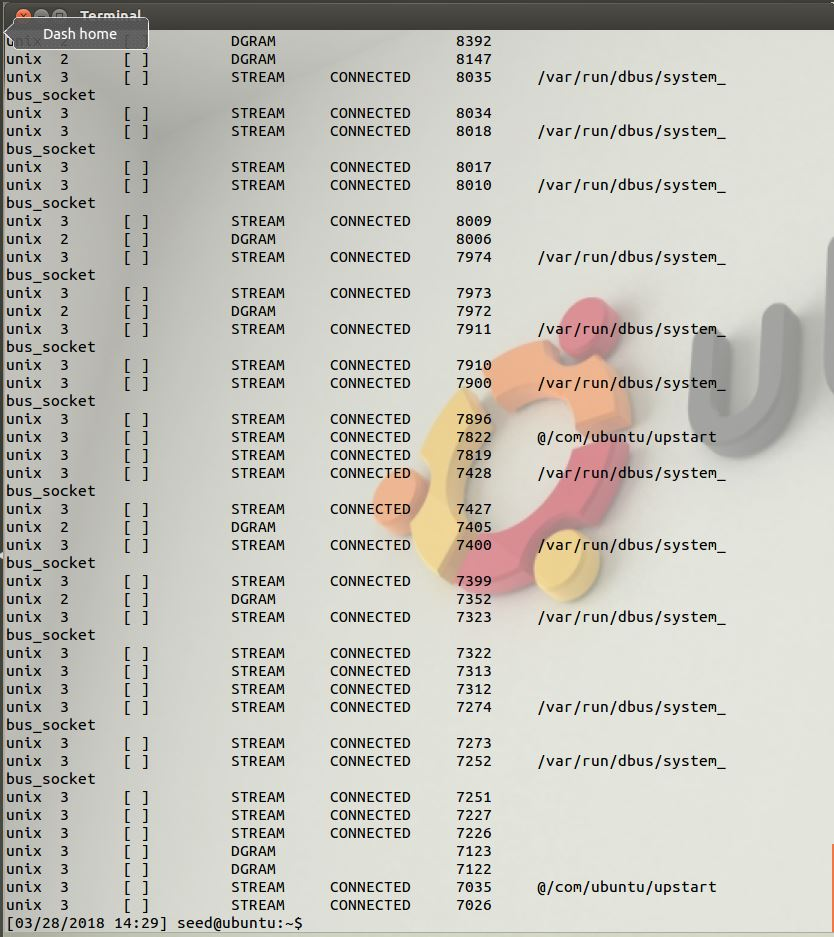 Terminal
Dash home
unix 2 [ ] DGRAM 8392
unix 2 [ ] DGRAM 8147
unix 3 [ ] STREAM CONNECTED 8035 /var/run/dbus/system_
bus_socket
unix 3 [ ] STREAM CONNECTED 8034
unix 3 [ ] STREAM CONNECTED 8018 /var/run/dbus/system_
bus_socket
unix 3 [ ] STREAM CONNECTED 8017
unix 3 [ ] STREAM CONNECTED 8010 /var/run/dbus/system_
bus_socket
unix 3 [ ] STREAM CONNECTED 8009
unix 2 [ ] DGRAM 8006
unix 3 [ ] STREAM CONNECTED 7974 /var/run/dbus/system_
bus_socket
unix 3 [ ] STREAM CONNECTED 7973
unix 2 [ ] DGRAM 7972
unix 3 [ ] STREAM CONNECTED 7911 /var/run/dbus/system_
bus_socket
unix 3 [ ] STREAM CONNECTED 7910
unix 3 [ ] STREAM CONNECTED 7900 /var/run/dbus/system_
bus_socket
unix 3 [ ] STREAM CONNECTED 7896
unix 3 [ ] STREAM CONNECTED 7822 @/com/ubuntu/upstart
unix 3 [ ] STREAM CONNECTED 7819
unix 3 [ ] STREAM CONNECTED 7428 /var/run/dbus/system_
bus_socket
unix 3 [ ] STREAM CONNECTED 7427
unix 2 [ ] DGRAM 7405
unix 3 [ ] STREAM CONNECTED 7400 /var/run/dbus/system_
bus_socket
unix 3 [ ] STREAM CONNECTED 7399
unix 2 [ ] DGRAM 7352
unix 3 [ ] STREAM CONNECTED 7323 /var/run/dbus/system_
bus_socket
unix 3 [ ] STREAM CONNECTED 7322
unix 3 [ ] STREAM CONNECTED 7313
unix 3 [ ] STREAM CONNECTED 7312
unix 3 [ ] STREAM CONNECTED 7274 /var/run/dbus/system_
bus_socket
unix 3 [ ] STREAM CONNECTED 7273
unix 3 [ ] STREAM CONNECTED 7252 /var/run/dbus/system_
bus_socket
unix 3 [ ] STREAM CONNECTED 7251
unix 3 [ ] STREAM CONNECTED 7227
unix 3 [ ] STREAM CONNECTED 7226
unix 3 [ ] DGRAM 7123
unix 3 [ ] DGRAM 7122
unix 3 [ ] STREAM CONNECTED 7035 @/com/ubuntu/upstart
unix 3 [ ] STREAM CONNECTED 7026
[03/28/2018 14:29] seed@ubuntu:~$